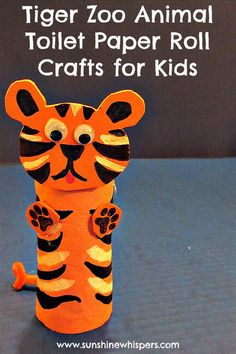 Tiger Zoo Animal
Toilet Paper Roll
Crafts for Kids
www.sunshinewhispers.com